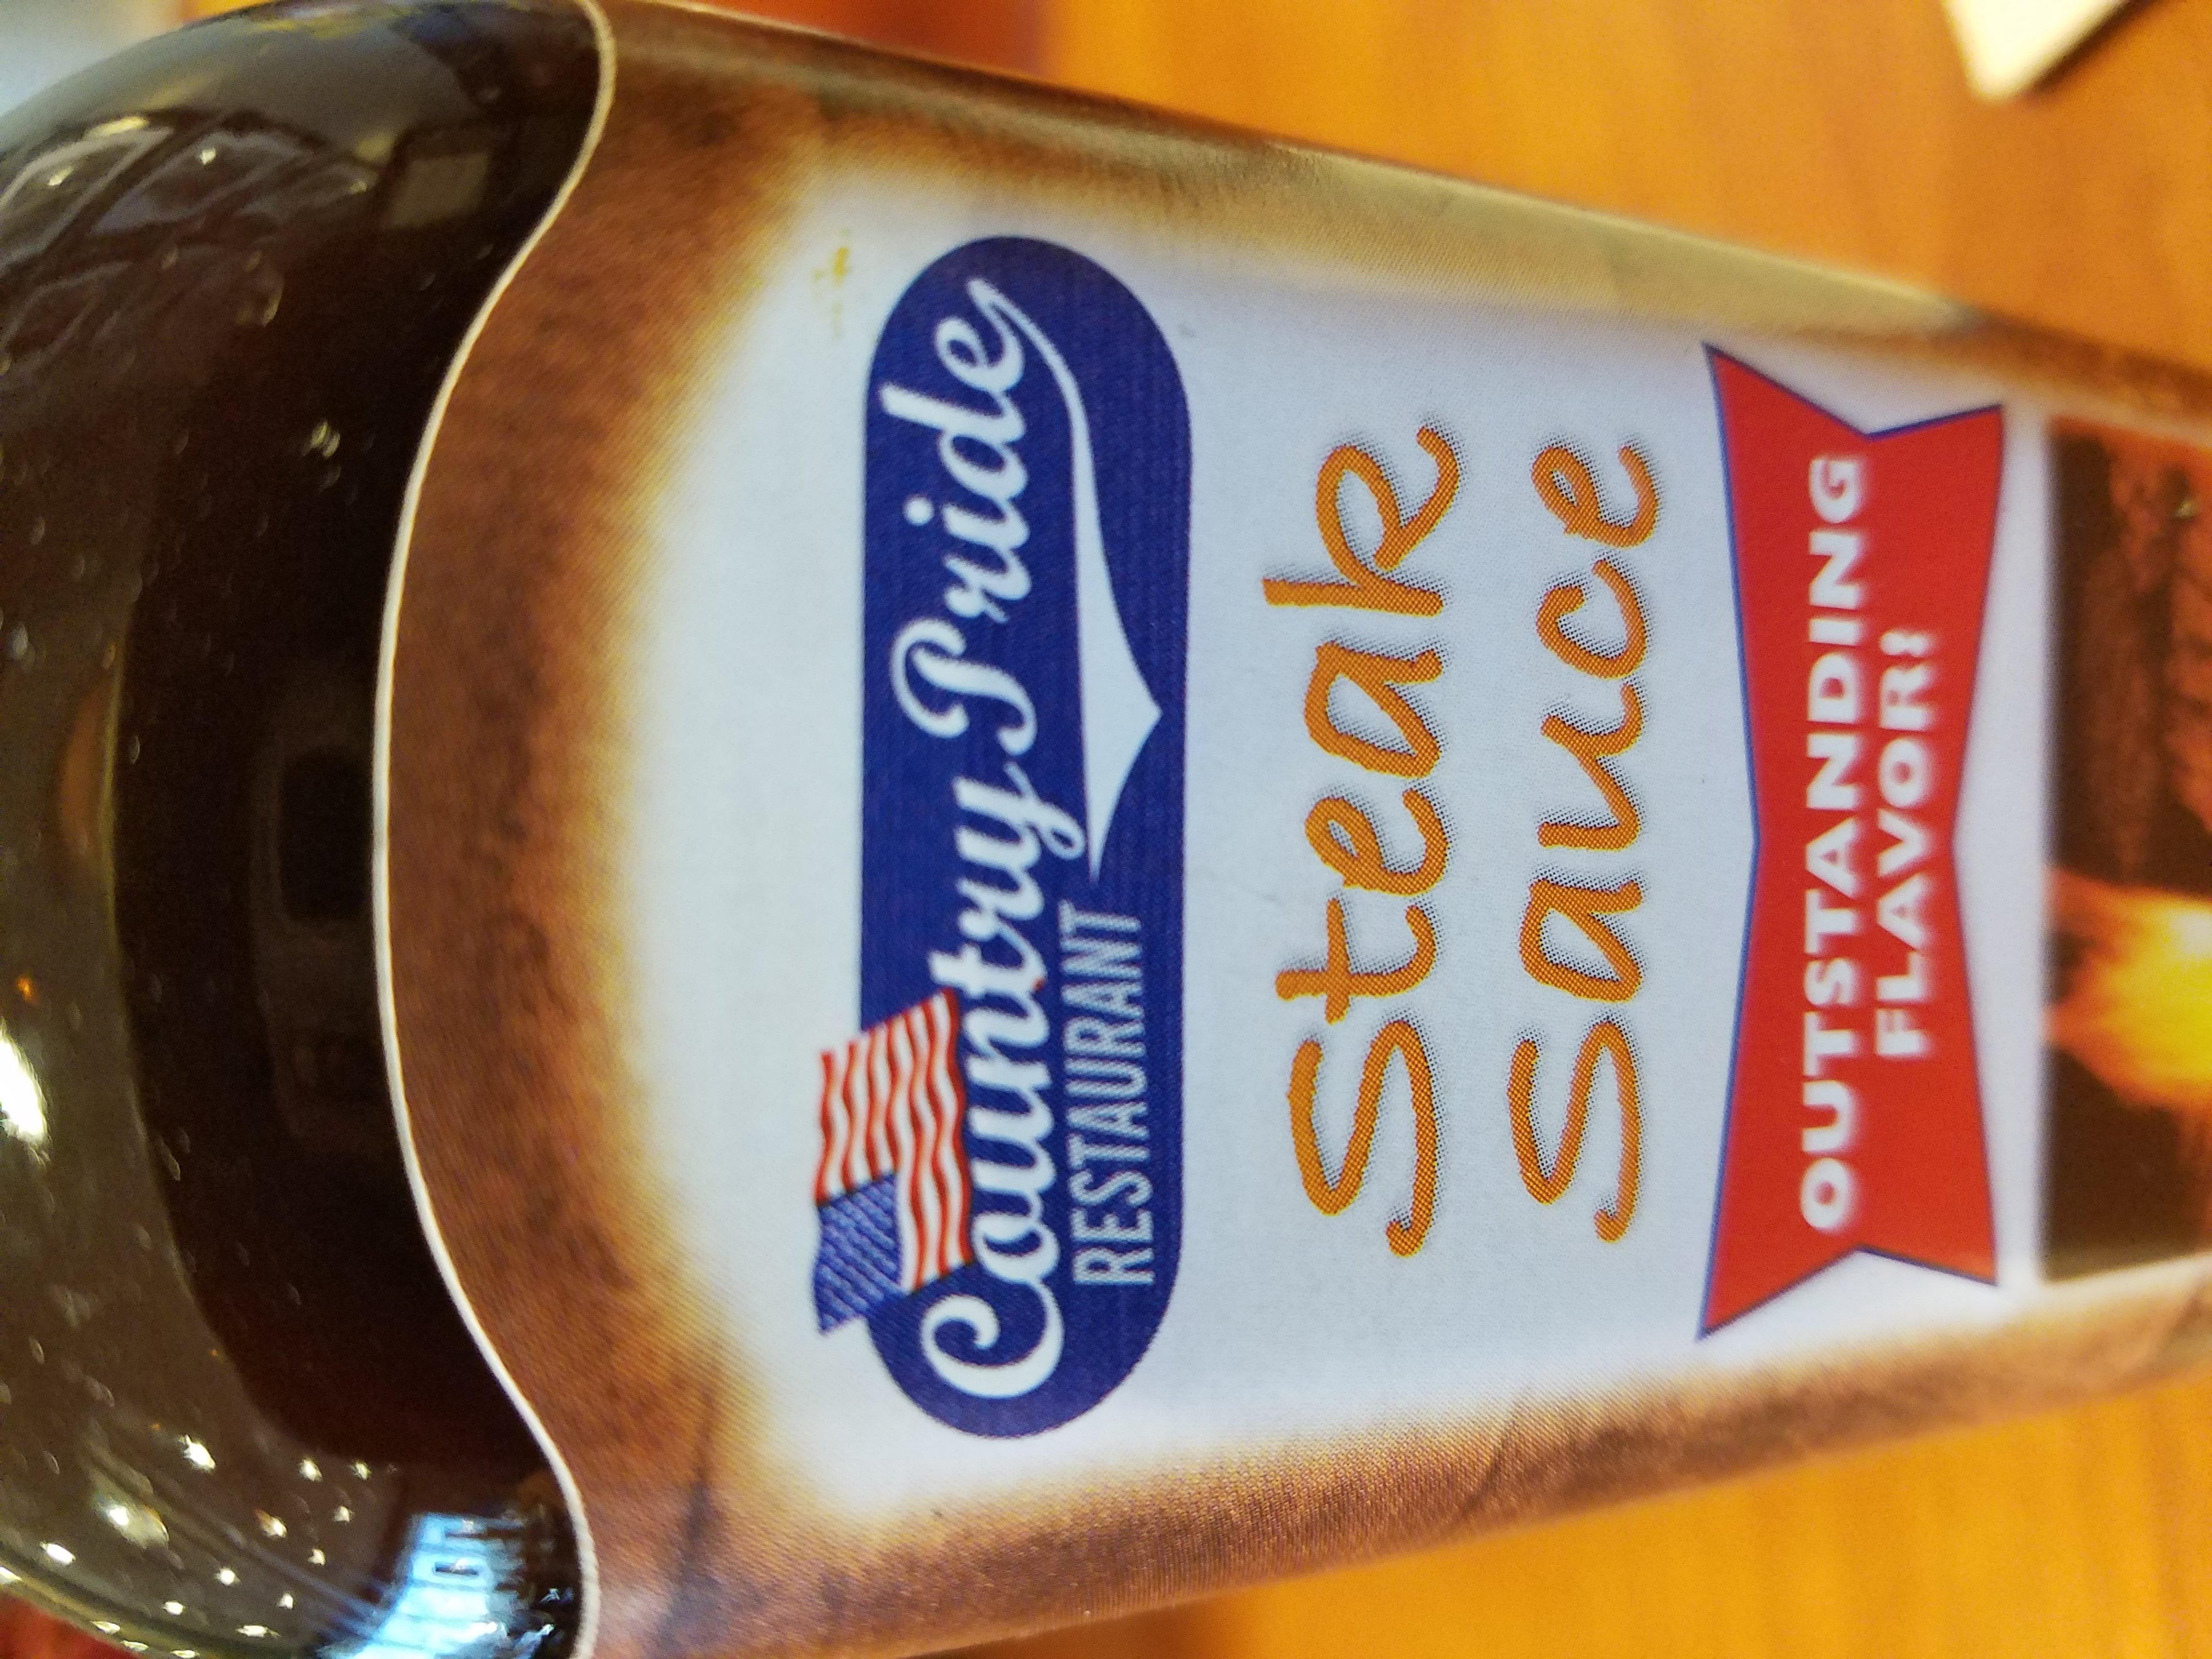 Country Pride
RESTAURANT
Steak
Sauce
OUTSTANDING
FLAVOR!